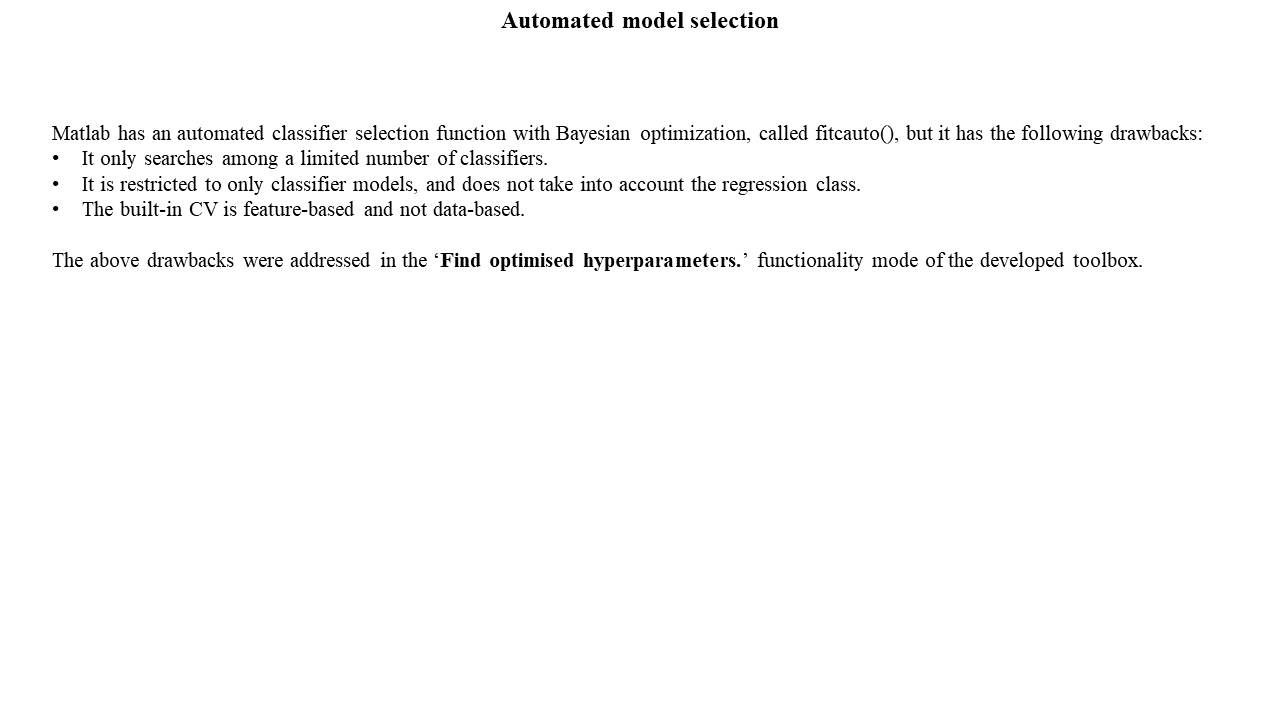 Automated model selection
Matlab has an automated classifier selection function with Bayesian optimization, called fitcauto(), but it has the following drawbacks:
• It only searches among a limited number of classifiers.
• It is restricted to only classifier models, and does not take into account the regression class.
• The built-in CV is feature-based and not data-based.
The above drawbacks were addressed in the ‘Find optimised hyperparameters.’ functionality mode of the developed toolbox.